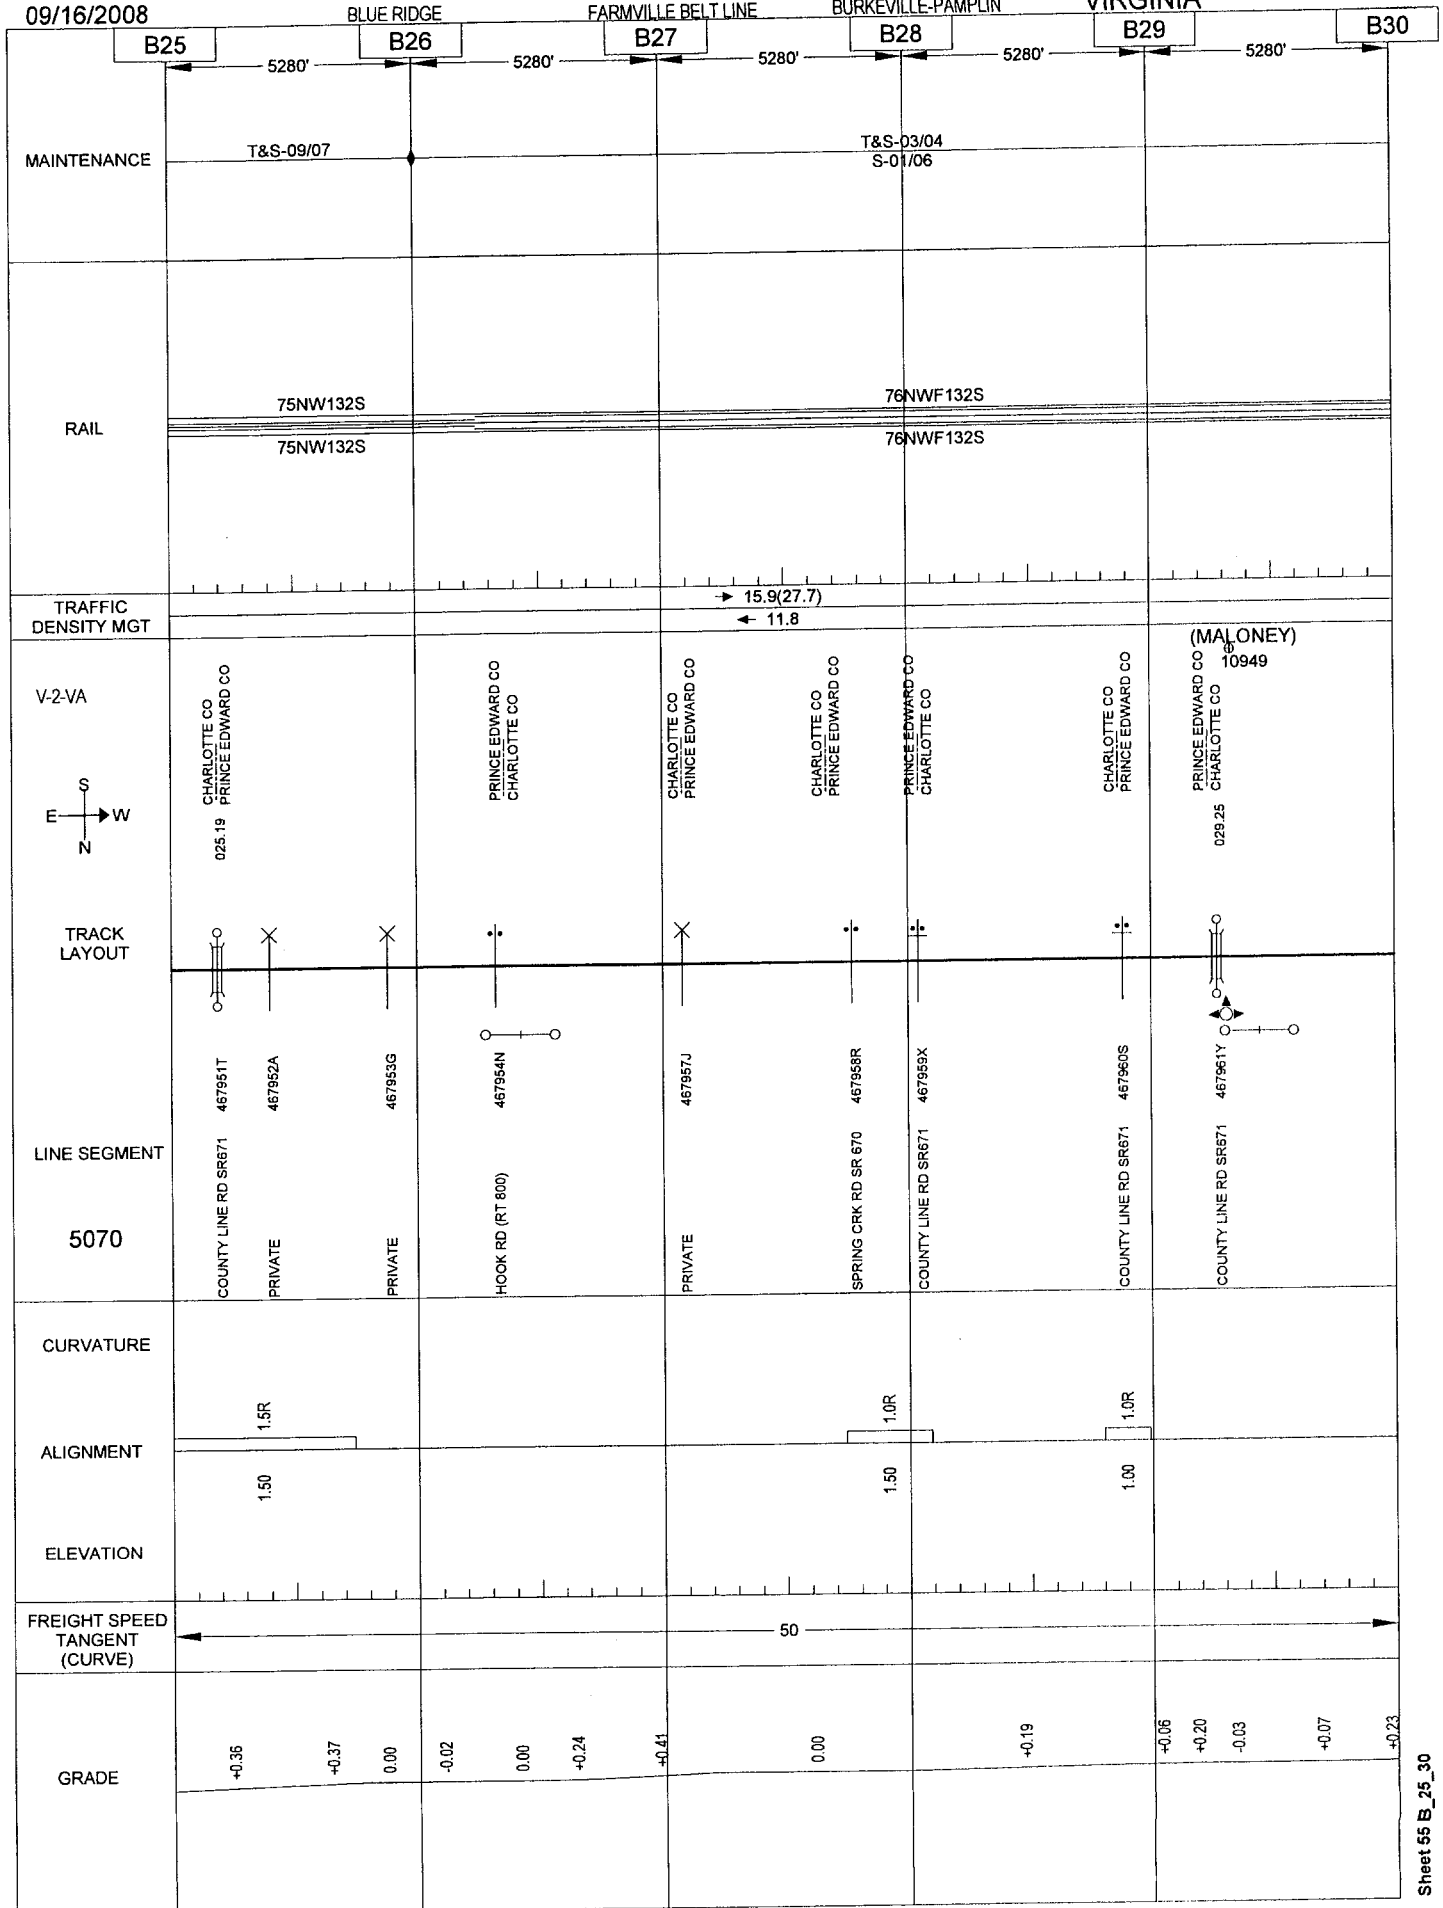 09/16/2008 BLUE RIDGE FARMVILLE BELT LINE BURKEVILLE-PAMPLIN VIRGINIA
B25 B26 B27 B28 B29 B30
5280' 5280' 5280' 5280' 5280'
MAINTENANCE T&S-09/07 T&S-03/04
S-01/06
75NW132S 76NWF132S
RAIL
75NW132S 76NWF132S
TRAFFIC
DENSITY MGT
15.9(27.7)
11.8
(MALONEY)
10949
V-2-VA
CHARLOTTE CO
PRINCE EDWARD CO
025.19
PRINCE EDWARD CO
CHARLOTTE CO
CHARLOTTE CO
PRINCE EDWARD CO
CHARLOTTE CO
PRINCE EDWARD CO
PRINCE EDWARD CO
CHARLOTTE CO
CHARLOTTE CO
PRINCE EDWARD CO
PRINCE EDWARD CO
CHARLOTTE CO
029.25
S
E W
N
TRACK
LAYOUT
467951T
467952A
467953G
467954N
467957J
467958R
467959X
467960S
467961Y
LINE SEGMENT
5070
COUNTY LINE RD SR671
PRIVATE
PRIVATE
HOOK RD (RT 800)
PRIVATE
SPRING CRK RD SR 670
COUNTY LINE RD SR671
COUNTY LINE RD SR671
COUNTY LINE RD SR671
CURVATURE
1.5R 1.0R 1.0R
ALIGNMENT
1.50 1.50 1.00
ELEVATION
FREIGHT SPEED
TANGENT
(CURVE)
50
GRADE
+0.36 +0.37 0.00 -0.02 0.00 +0.24 +0.41 0.00 +0.19 +0.06 +0.20 -0.03 +0.07 +0.23
Sheet 55 B_25_30